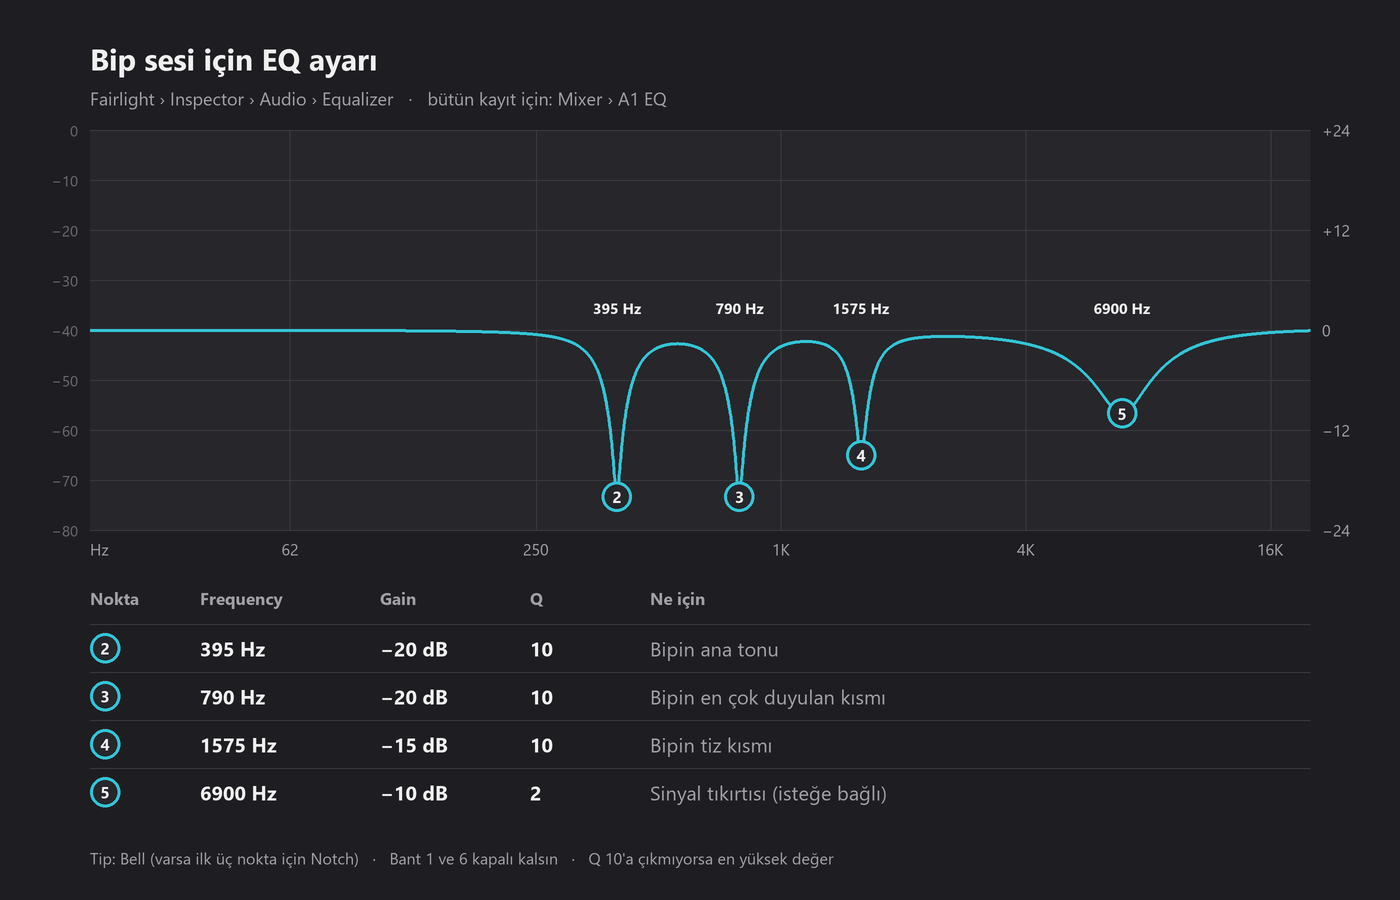 Bip sesi için EQ ayarı
Fairlight › Inspector › Audio › Equalizer · bütün kayıt için: Mixer › A1 EQ
0 +24
−10
−20 +12
−30
395 Hz 790 Hz 1575 Hz 6900 Hz
−40 0
−50
5
−60 −12
4
−70
2 3
−80 −24
Hz 62 250 1K 4K 16K
Nokta Frequency Gain Q Ne için
2 395 Hz −20 dB 10 Bipin ana tonu
3 790 Hz −20 dB 10 Bipin en çok duyulan kısmı
4 1575 Hz −15 dB 10 Bipin tiz kısmı
5 6900 Hz −10 dB 2 Sinyal tıkırtısı (isteğe bağlı)
Tip: Bell (varsa ilk üç nokta için Notch) · Bant 1 ve 6 kapalı kalsın · Q 10'a çıkmıyorsa en yüksek değer